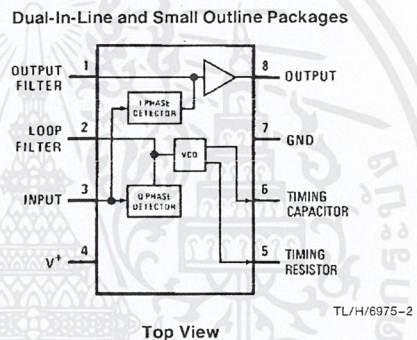 Dual-In-Line and Small Outline Packages
OUTPUT FILTER 1
8 OUTPUT
I PHASE DETECTOR
LOOP FILTER 2
7 GND
VCO
INPUT 3
Q PHASE DETECTOR
6 TIMING CAPACITOR
V+ 4
5 TIMING RESISTOR
TL/H/6975-2
Top View